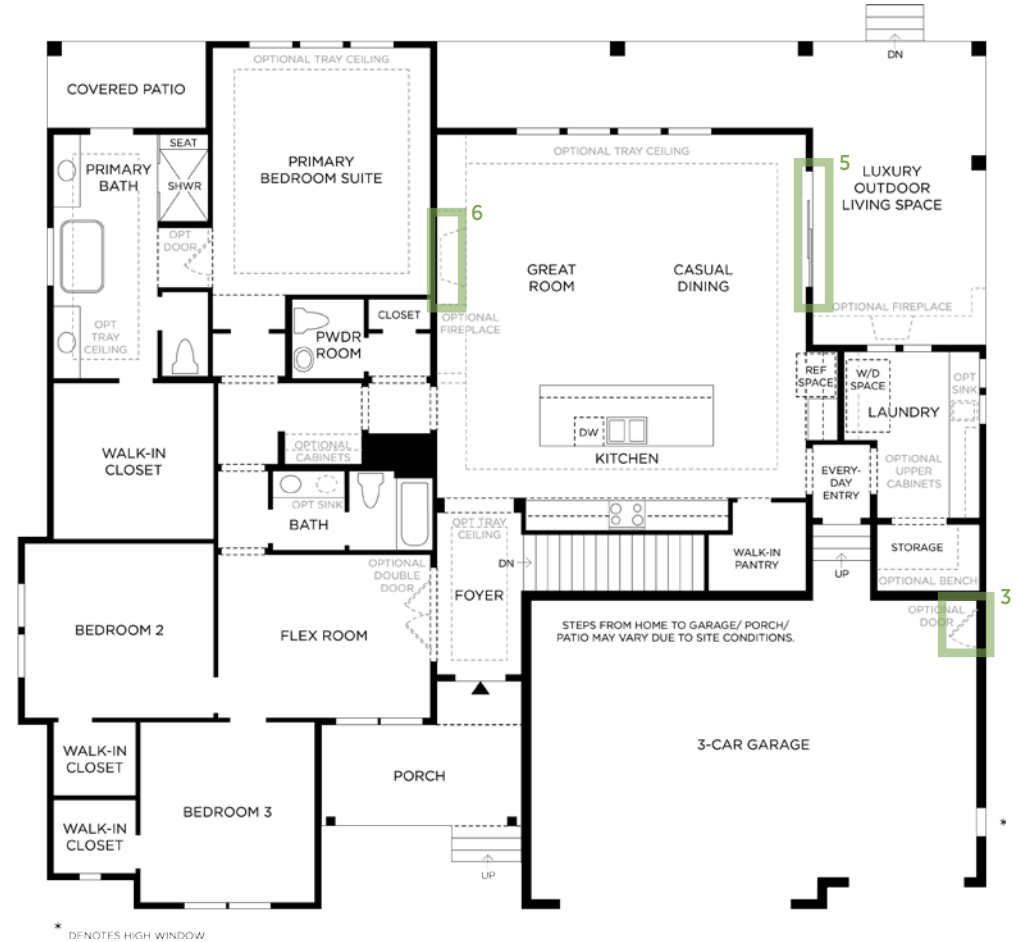 DN
OPTIONAL TRAY CEILING
COVERED PATIO
SEAT
SHWR
PRIMARY
BATH
PRIMARY
BEDROOM SUITE
OPTIONAL TRAY CEILING
5
LUXURY
OUTDOOR
LIVING SPACE
6
OPT
DOOR
GREAT
ROOM
CASUAL
DINING
OPTIONAL FIREPLACE
OPTIONAL
FIREPLACE
CLOSET
PWDR
ROOM
OPT
TRAY
CEILING
REF
SPACE
W/D
SPACE
OPT
SINK
LAUNDRY
DW
KITCHEN
OPTIONAL
CABINETS
WALK-IN
CLOSET
EVERY-
DAY
ENTRY
OPTIONAL
UPPER
CABINETS
OPT SINK
BATH
OPT TRAY
CEILING
DN
WALK-IN
PANTRY
UP
STORAGE
OPTIONAL BENCH
OPTIONAL
DOUBLE
DOOR
FOYER
3
OPTIONAL
DOOR
BEDROOM 2
FLEX ROOM
STEPS FROM HOME TO GARAGE/ PORCH/
PATIO MAY VARY DUE TO SITE CONDITIONS.
3-CAR GARAGE
WALK-IN
CLOSET
PORCH
BEDROOM 3
WALK-IN
CLOSET
UP
*
* DENOTES HIGH WINDOW